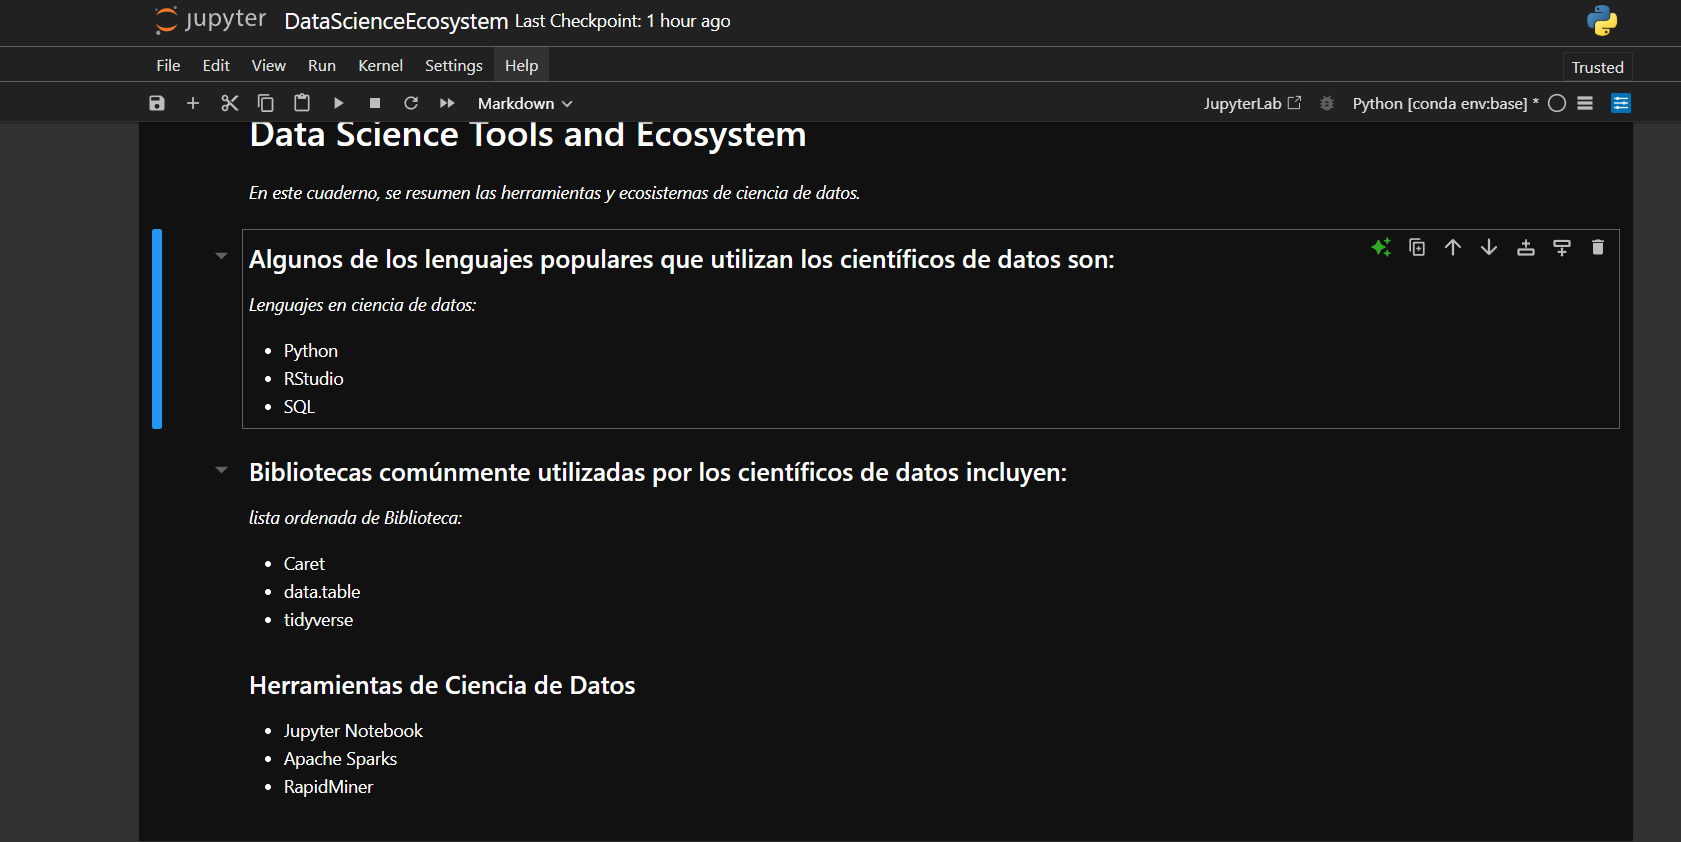 jupyter DataScienceEcosystem Last Checkpoint: 1 hour ago
File Edit View Run Kernel Settings Help Trusted
Markdown JupyterLab Python [conda env:base] *
Data Science Tools and Ecosystem
En este cuaderno, se resumen las herramientas y ecosistemas de ciencia de datos.
Algunos de los lenguajes populares que utilizan los científicos de datos son:
Lenguajes en ciencia de datos:
• Python
• RStudio
• SQL
Bibliotecas comúnmente utilizadas por los científicos de datos incluyen:
lista ordenada de Biblioteca:
• Caret
• data.table
• tidyverse
Herramientas de Ciencia de Datos
• Jupyter Notebook
• Apache Sparks
• RapidMiner